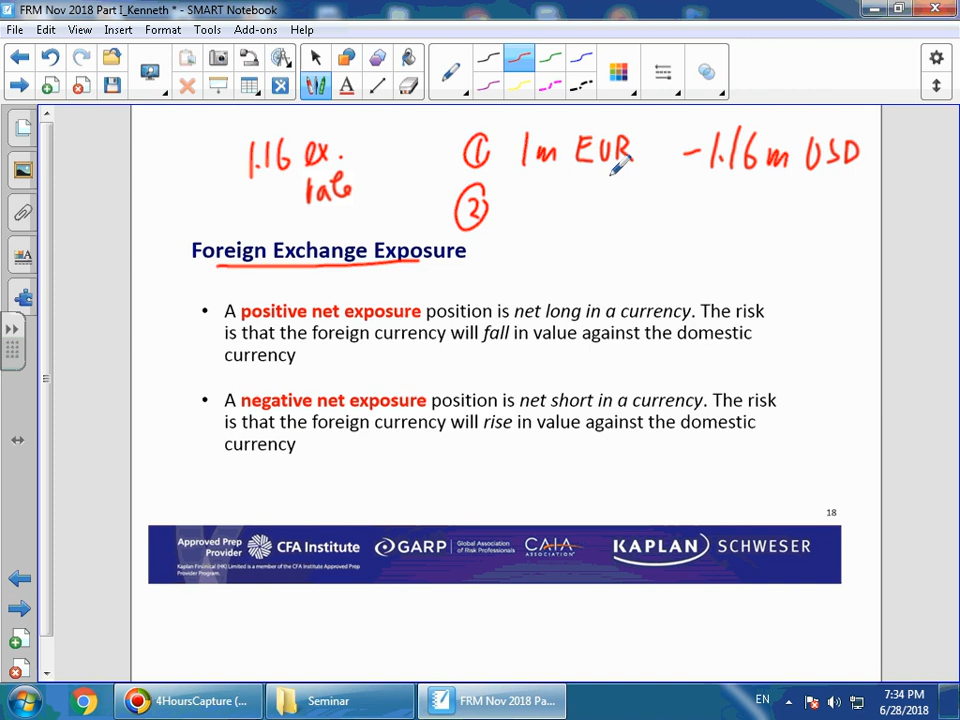 FRM Nov 2018 Part I_Kenneth * - SMART Notebook
File Edit View Insert Format Tools Add-ons Help
1.16 ex. rate
① 1m EUR -1.16m USD
②
Foreign Exchange Exposure
• A positive net exposure position is net long in a currency. The risk
is that the foreign currency will fall in value against the domestic
currency
• A negative net exposure position is net short in a currency. The risk
is that the foreign currency will rise in value against the domestic
currency
18
Approved Prep
Provider
CFA Institute
GARP
Global Association
of Risk Professionals
CAIA
ASSOCIATION
KAPLAN SCHWESER
Kaplan Financial (HK) Limited is a member of the CFA Institute Approved Prep
Provider Program.
4HoursCapture (...
Seminar
FRM Nov 2018 Pa...
EN
7:34 PM
6/28/2018